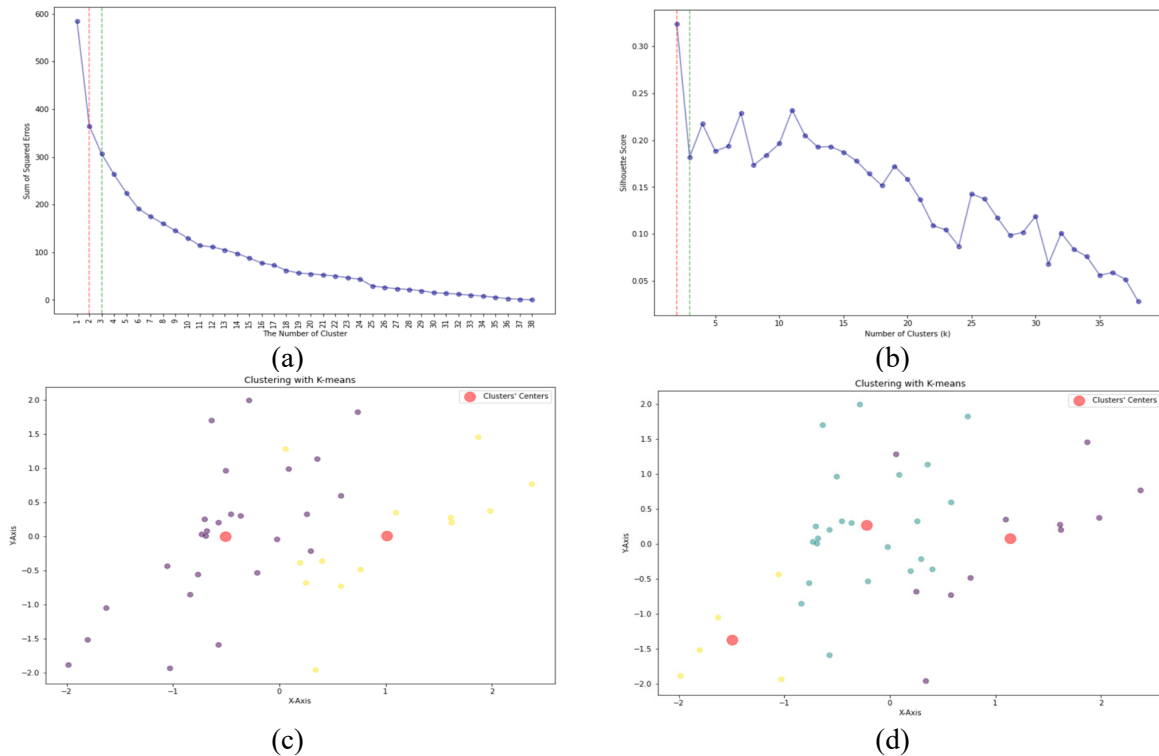 600
500
400
300
200
100
0
Sum of Squared Erros
1 2 3 4 5 6 7 8 9 10 11 12 13 14 15 16 17 18 19 20 21 22 23 24 25 26 27 28 29 30 31 32 33 34 35 36 37 38
The Number of Cluster
(a)
0.30
0.25
0.20
0.15
0.10
0.05
Silhouette Score
5 10 15 20 25 30 35
Number of Clusters (k)
(b)
Clustering with K-means
Clusters' Centers
2.0
1.5
1.0
0.5
0.0
−0.5
−1.0
−1.5
−2.0
Y-Axis
−2 −1 0 1 2
X-Axis
(c)
Clustering with K-means
Clusters' Centers
2.0
1.5
1.0
0.5
0.0
−0.5
−1.0
−1.5
−2.0
Y-Axis
−2 −1 0 1 2
X-Axis
(d)